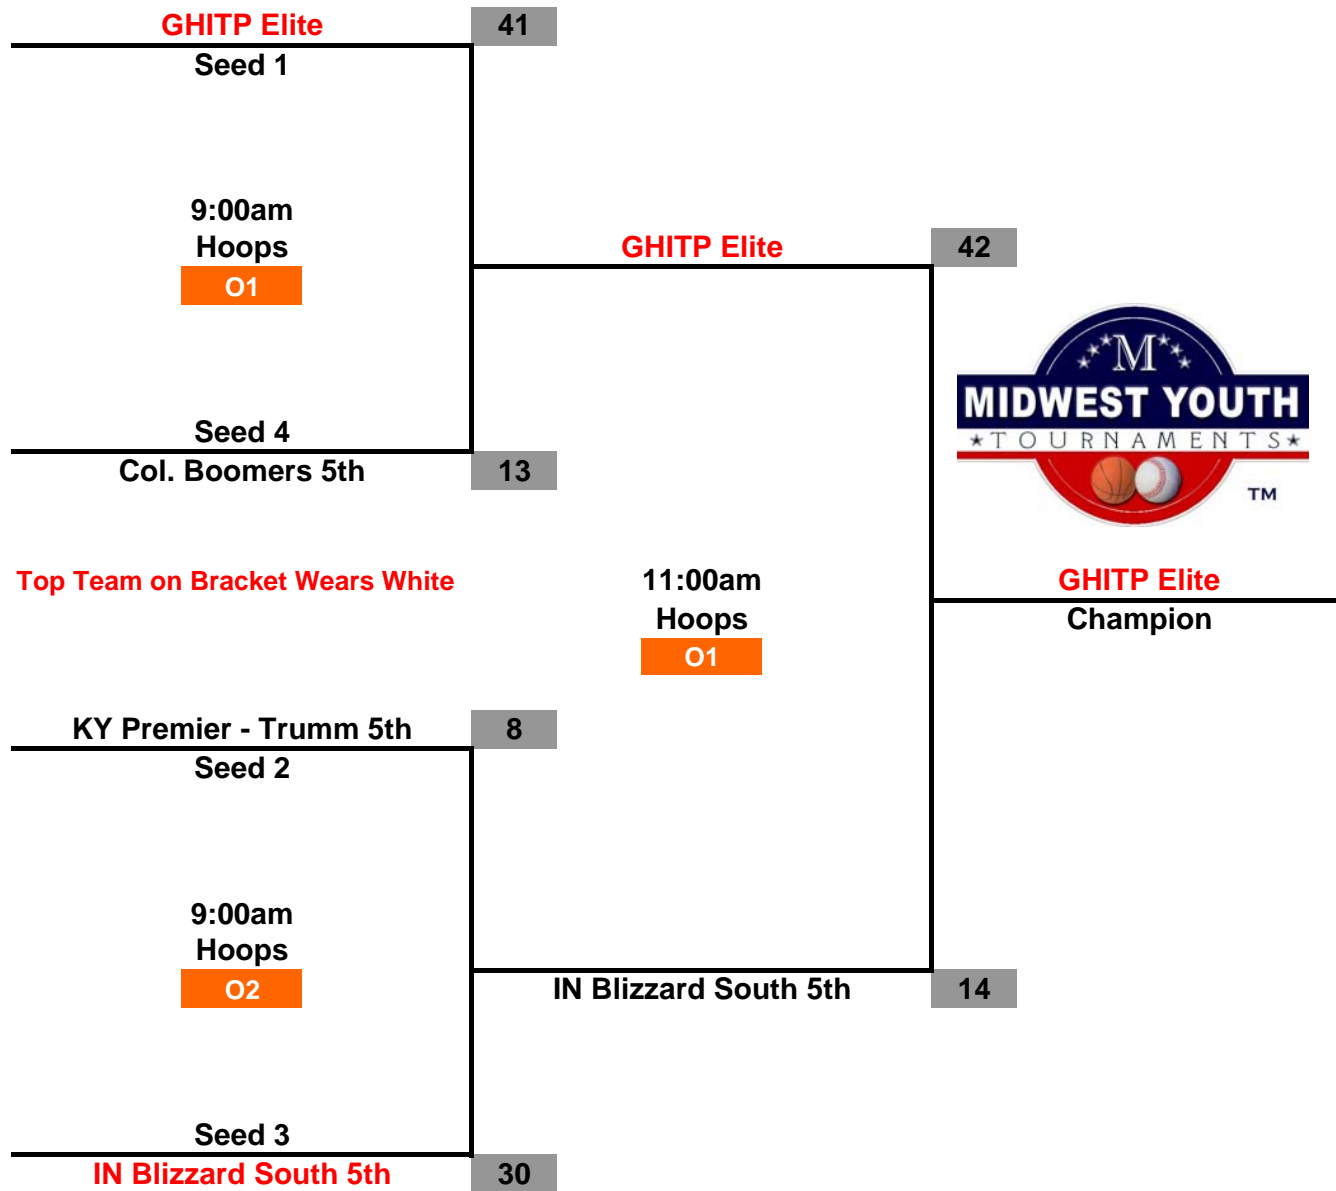 GHITP Elite 41
Seed 1
9:00am
Hoops
O1
GHITP Elite 42
Seed 4
Col. Boomers 5th 13
M
MIDWEST YOUTH
TOURNAMENTS
TM
Top Team on Bracket Wears White
11:00am
Hoops
O1
GHITP Elite
Champion
KY Premier - Trumm 5th 8
Seed 2
9:00am
Hoops
O2
IN Blizzard South 5th 14
Seed 3
IN Blizzard South 5th 30